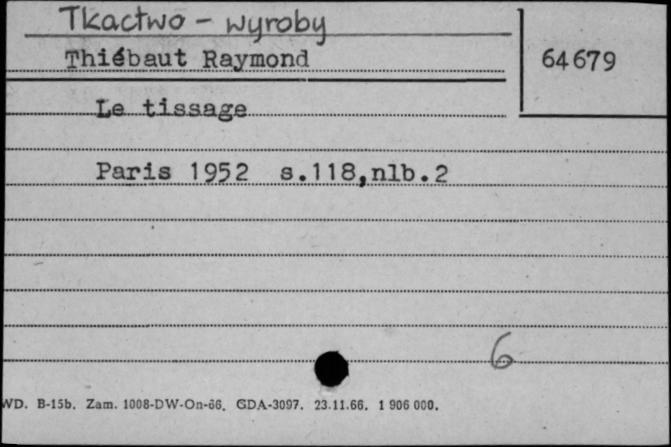 Tkactwo - wyroby
Thiébaut Raymond
64679
Le tissage
Paris 1952 s.118,nlb.2
6
WD. B-15b. Zam. 1008-DW-On-66. GDA-3097. 23.11.66. 1 906 000.